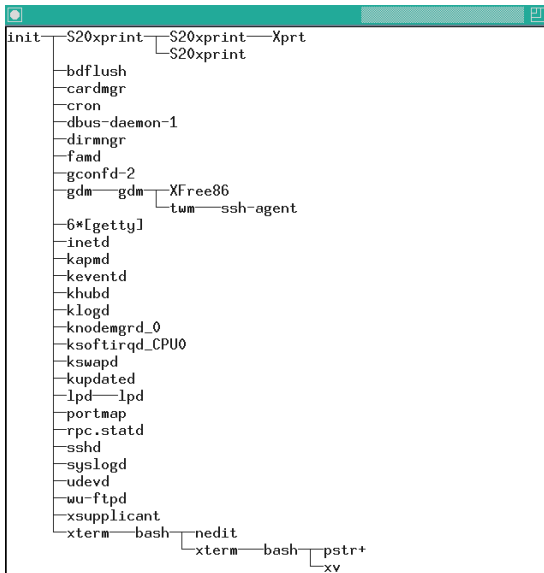 init S20xprint S20xprint Xprt
S20xprint
bdflush
cardmgr
cron
dbus-daemon-1
dirmngr
famd
gconfd-2
gdm gdm XFree86
twm ssh-agent
6*[getty]
inetd
kapmd
keventd
khubd
klogd
knodemgrd_0
ksoftirqd_CPU0
kswapd
kupdated
lpd lpd
portmap
rpc.statd
sshd
syslogd
udevd
wu-ftpd
xsupplicant
xterm bash nedit
xterm bash pstr+
xv